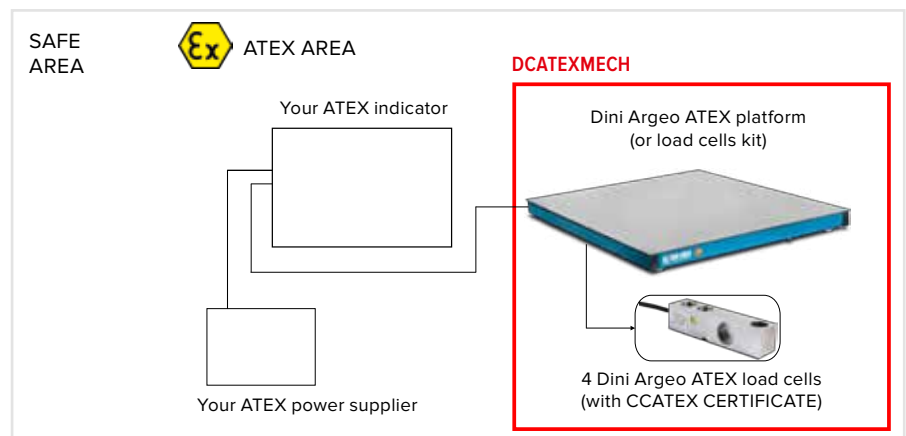 SAFE
AREA
Ex
ATEX AREA
DCATEXMECH
Your ATEX indicator
Dini Argeo ATEX platform
(or load cells kit)
4 Dini Argeo ATEX load cells
(with CCATEX CERTIFICATE)
Your ATEX power supplier